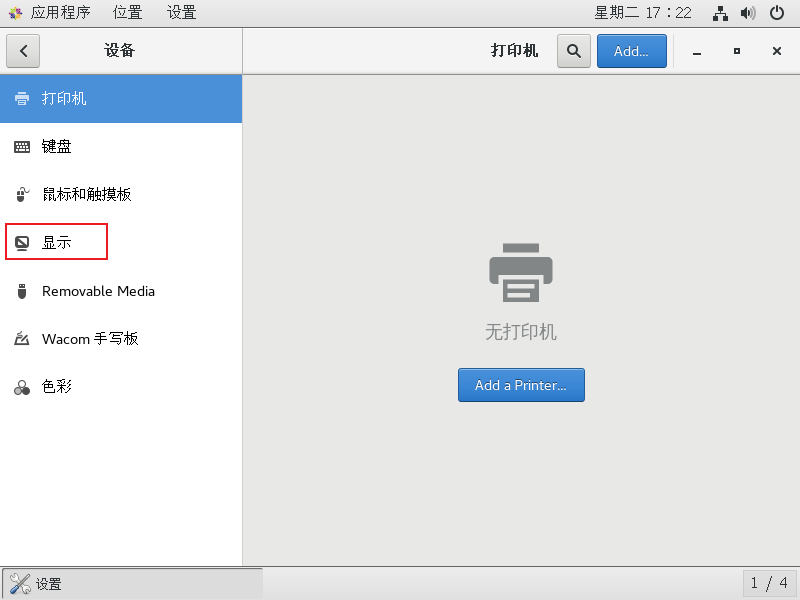 应用程序 位置 设置 星期二 17：22
设备 打印机 Add...
打印机
键盘
鼠标和触摸板
显示
Removable Media
Wacom 手写板
色彩
无打印机
Add a Printer...
设置 1 / 4